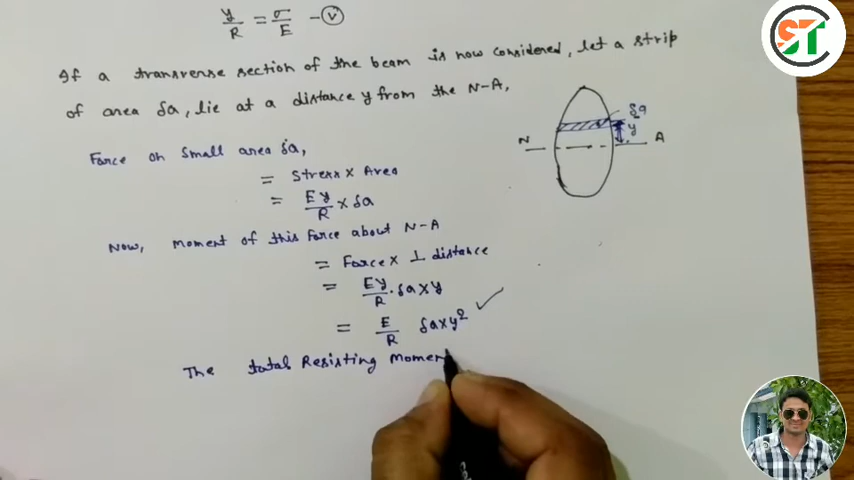 y/R = σ/E - (v)
If a transverse section of the beam is now considered, let a strip
of area δa, lie at a distance y from the N-A,
δa
y
N A
Force on small area δa,
= Stress × Area
= Ey/R × δa
Now, moment of this Force about N-A
= Force × ⊥ distance
= Ey/R · δa × y
= E/R δa × y²
The total Resisting Momen
ST